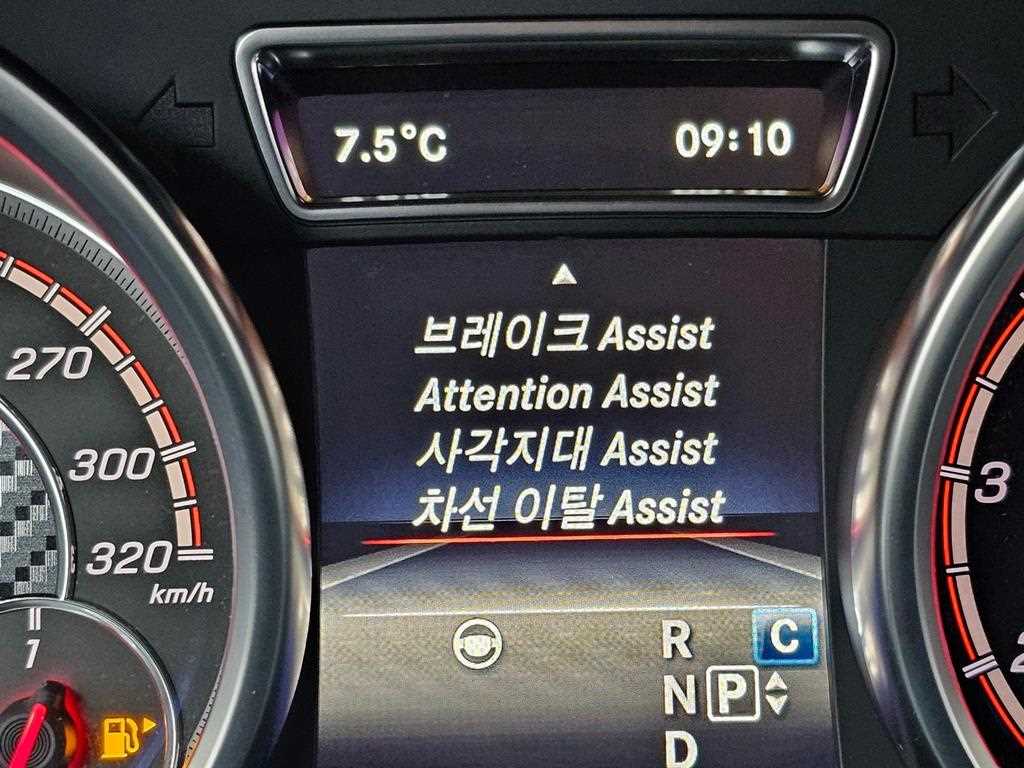 7.5°C 09:10
브레이크 Assist
Attention Assist
사각지대 Assist
차선 이탈 Assist
270
300
320
km/h
1
3
R C
N P
D